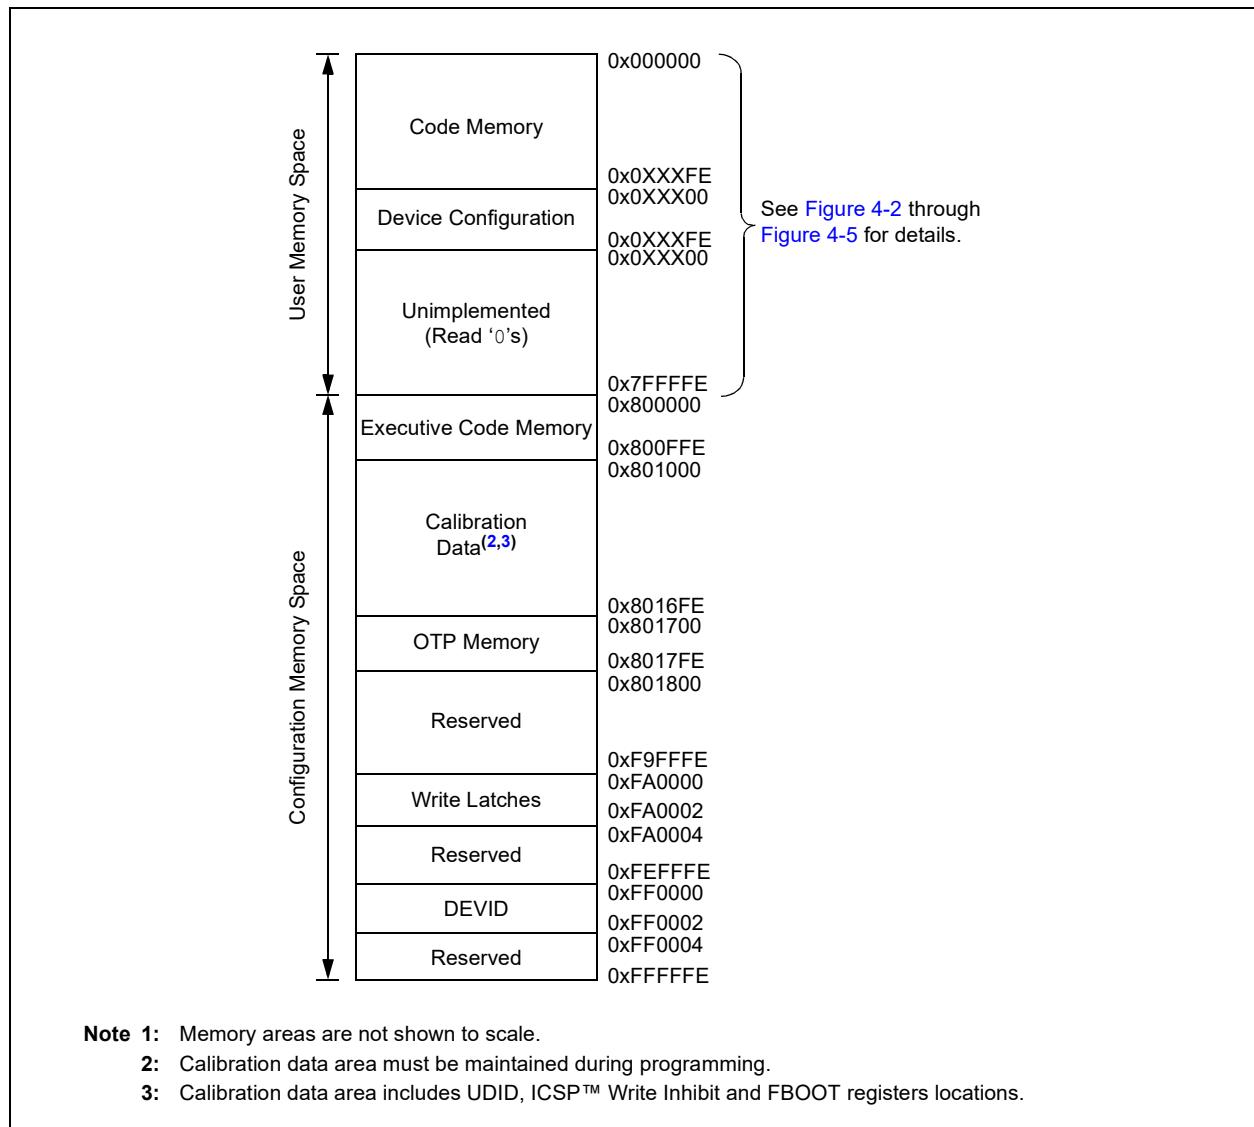 0x000000
Code Memory
0x0XXXFE
0x0XXX00
Device Configuration
0x0XXXFE
0x0XXX00
Unimplemented
(Read ‘0’s)
0x7FFFFE
User Memory Space
See Figure 4-2 through
Figure 4-5 for details.
0x800000
Executive Code Memory
0x800FFE
0x801000
Calibration
Data(2,3)
0x8016FE
0x801700
OTP Memory
0x8017FE
0x801800
Reserved
0xF9FFFE
0xFA0000
Write Latches
0xFA0002
0xFA0004
Reserved
0xFEFFFE
0xFF0000
DEVID
0xFF0002
0xFF0004
Reserved
0xFFFFFE
Configuration Memory Space
Note 1: Memory areas are not shown to scale.
2: Calibration data area must be maintained during programming.
3: Calibration data area includes UDID, ICSP™ Write Inhibit and FBOOT registers locations.